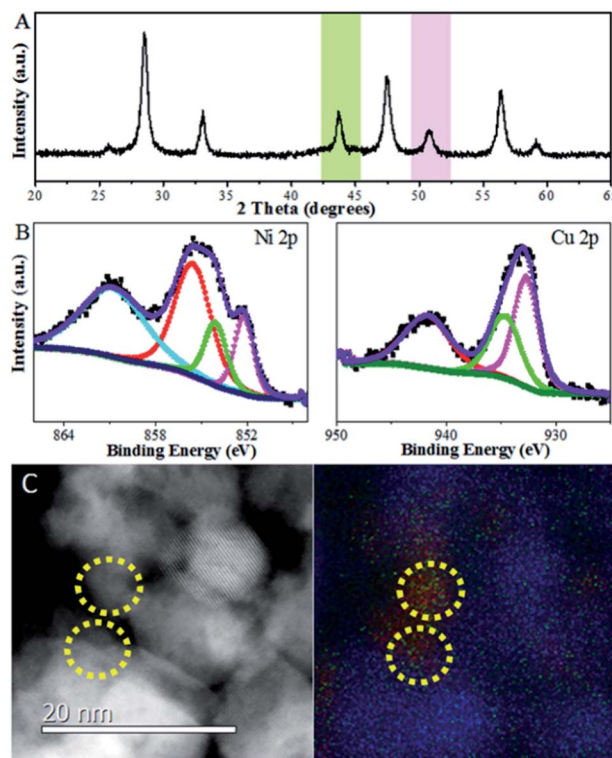 A
Intensity (a.u.)
20 25 30 35 40 45 50 55 60 65
2 Theta (degrees)
B
Ni 2p
Cu 2p
Intensity (a.u.)
864 858 852
950 940 930
Binding Energy (eV)
Binding Energy (eV)
C
20 nm